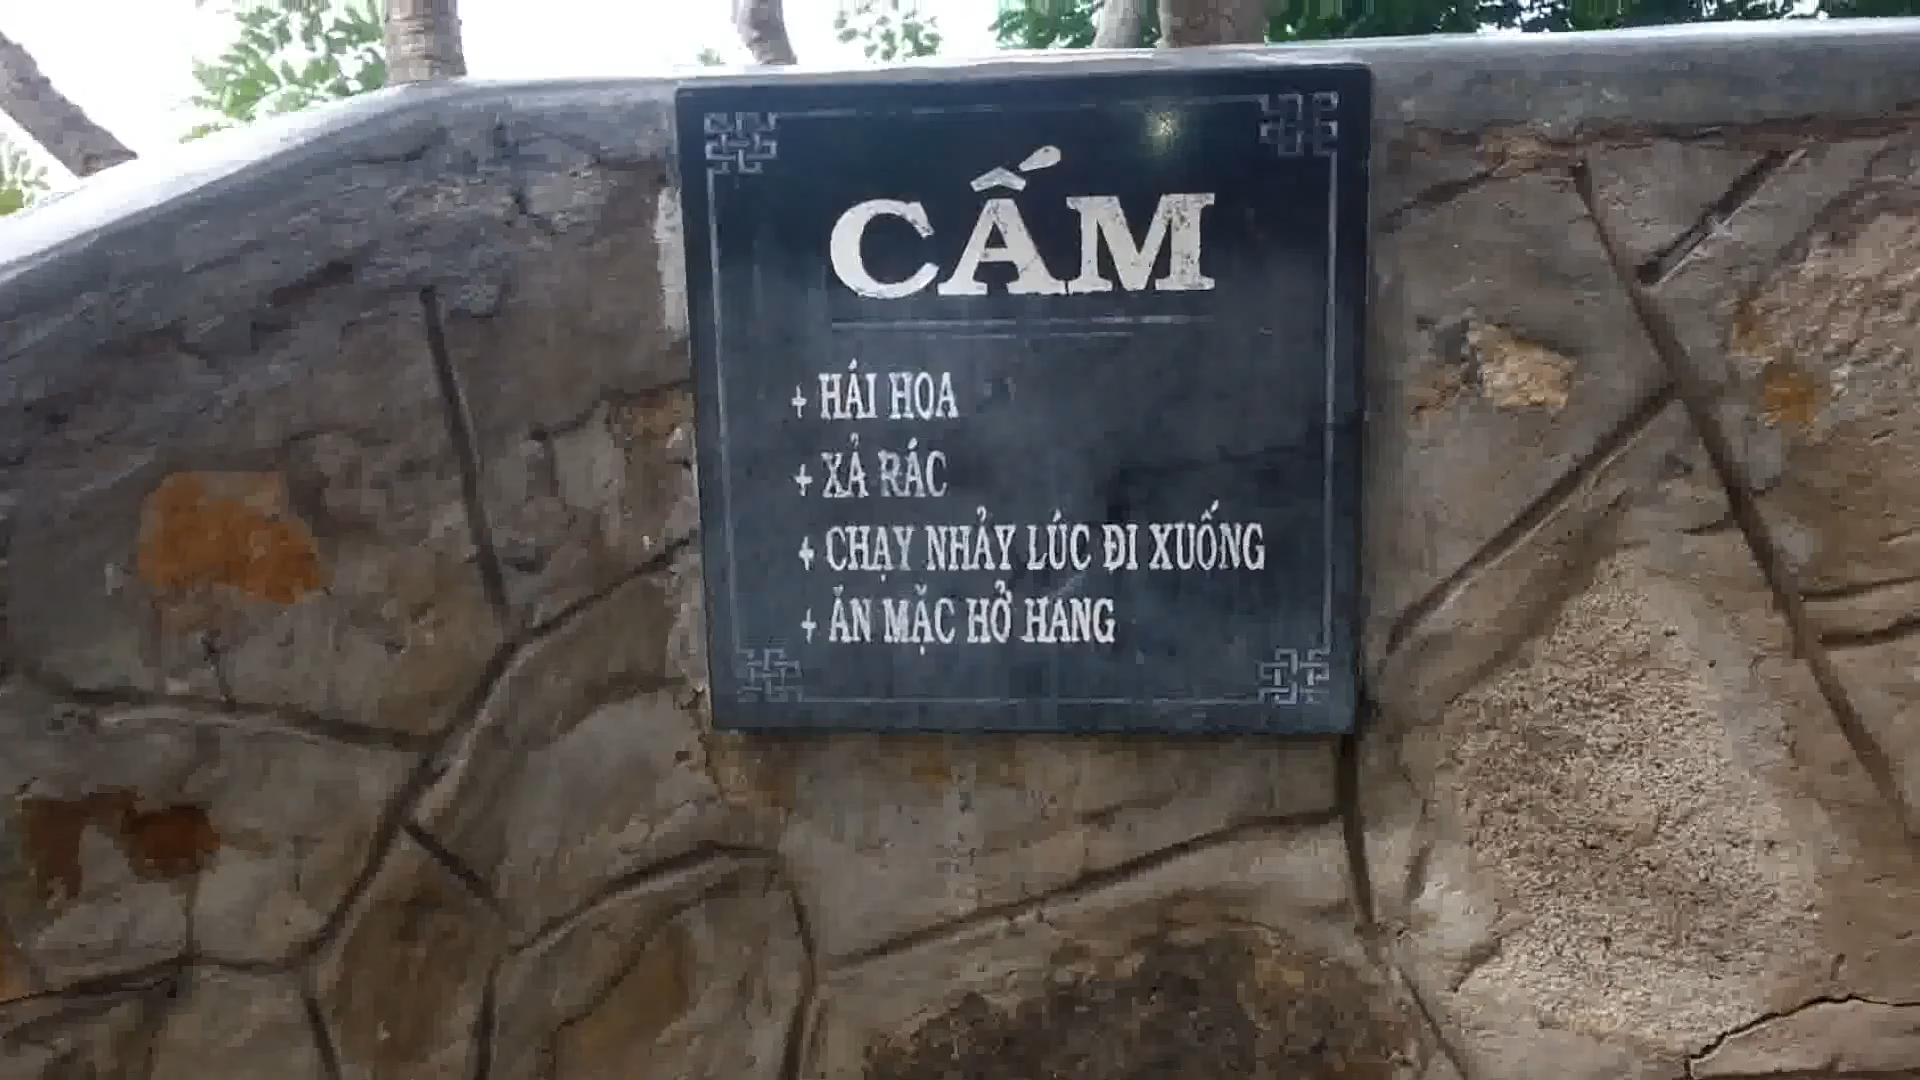 CẤM
+ HÁI HOA
+ XẢ RÁC
+ CHẠY NHẢY LÚC ĐI XUỐNG
+ ĂN MẶC HỞ HANG